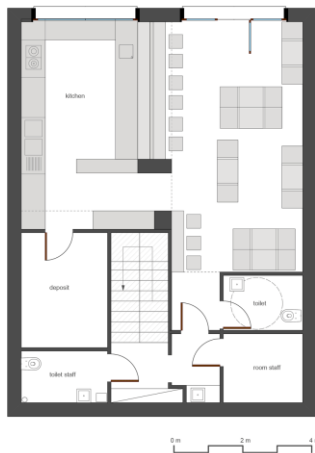 kitchen
deposit
toilet
toilet staff
room staff
0 m 2 m 4